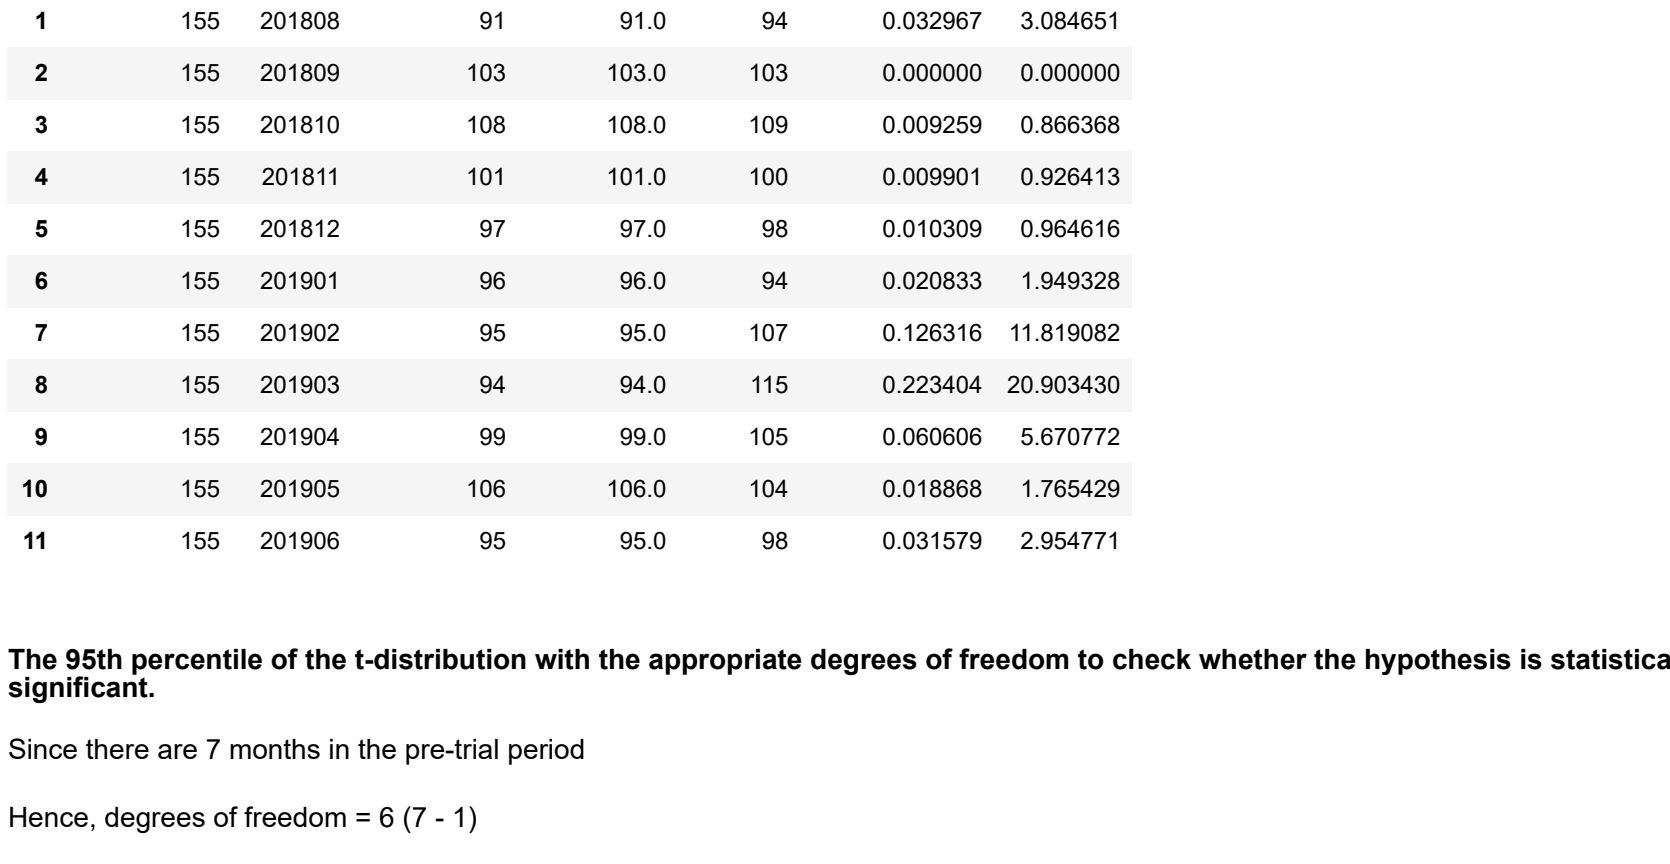 1 155 201808 91 91.0 94 0.032967 3.084651
2 155 201809 103 103.0 103 0.000000 0.000000
3 155 201810 108 108.0 109 0.009259 0.866368
4 155 201811 101 101.0 100 0.009901 0.926413
5 155 201812 97 97.0 98 0.010309 0.964616
6 155 201901 96 96.0 94 0.020833 1.949328
7 155 201902 95 95.0 107 0.126316 11.819082
8 155 201903 94 94.0 115 0.223404 20.903430
9 155 201904 99 99.0 105 0.060606 5.670772
10 155 201905 106 106.0 104 0.018868 1.765429
11 155 201906 95 95.0 98 0.031579 2.954771
The 95th percentile of the t-distribution with the appropriate degrees of freedom to check whether the hypothesis is statistica
significant.
Since there are 7 months in the pre-trial period
Hence, degrees of freedom = 6 (7 - 1)